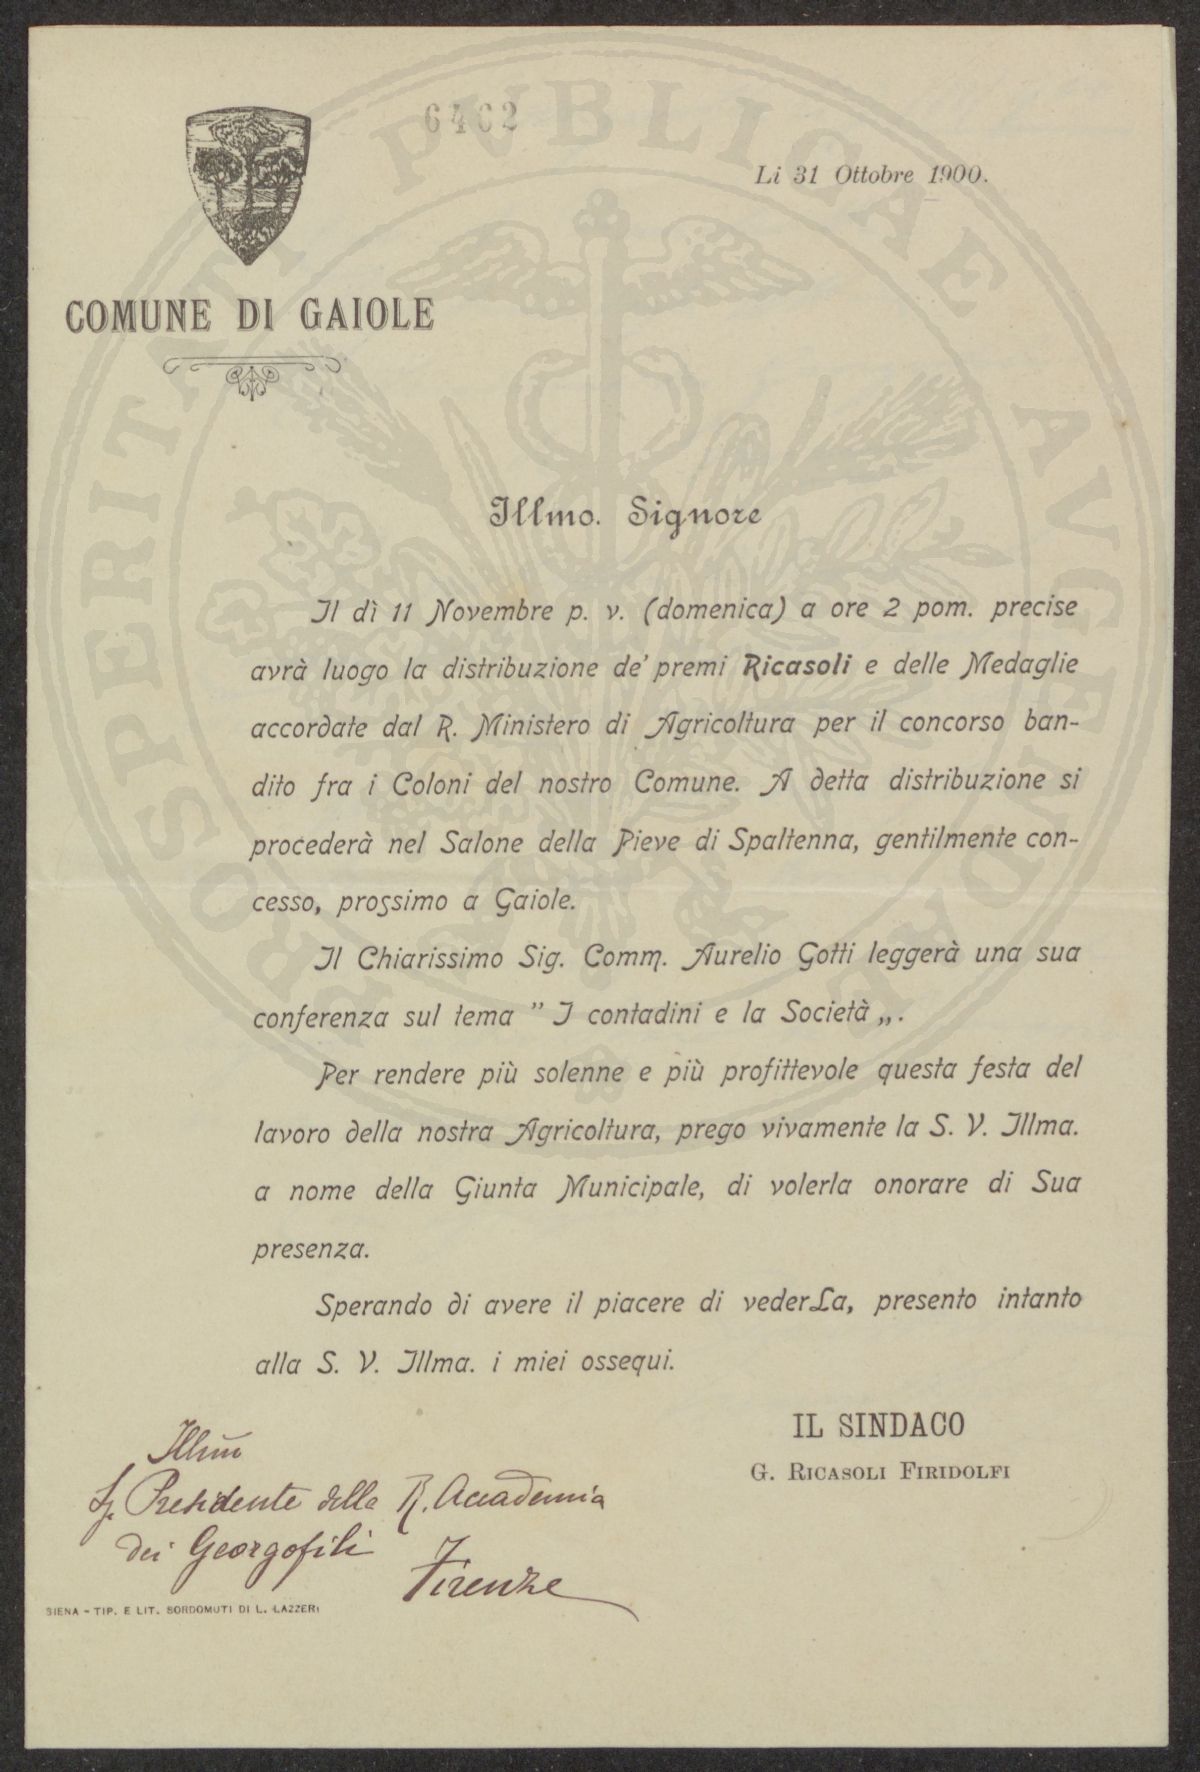 6462
Li 31 Ottobre 1900.
COMUNE DI GAIOLE
Illmo. Signore
Il dì 11 Novembre p. v. (domenica) a ore 2 pom. precise
avrà luogo la distribuzione de' premi Ricasoli e delle Medaglie
accordate dal R. Ministero di Agricoltura per il concorso ban-
dito fra i Coloni del nostro Comune. A detta distribuzione si
procederà nel Salone della Pieve di Spaltenna, gentilmente con-
cesso, prossimo a Gaiole.
Il Chiarissimo Sig. Comm. Aurelio Gotti leggerà una sua
conferenza sul tema " I contadini e la Società „.
Per rendere più solenne e più profittevole questa festa del
lavoro della nostra Agricoltura, prego vivamente la S. V. Illma.
a nome della Giunta Municipale, di volerla onorare di Sua
presenza.
Sperando di avere il piacere di vederLa, presento intanto
alla S. V. Illma. i miei ossequi.
IL SINDACO
G. RICASOLI FIRIDOLFI
Illmo
Sr. Presidente della R. Accademia
dei Georgofili
Firenze
SIENA - TIP. E LIT. SORDOMUTI DI L. LAZZERI
PROSPERITATI PVBLICAE AVGENDAE